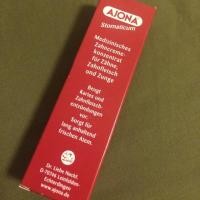 AJONA
Stomaticum
Medizinisches
Zahncreme-
konzentrat
für Zähne,
Zahnfleisch
und Zunge
Beugt
Karies und
Zahnfleisch-
entzündungen
vor.
Sorgt für
lang anhaltend
frischen Atem.
Dr. Liebe Nachf.
D-70746 Leinfelden-
Echterdingen
www.ajona.de